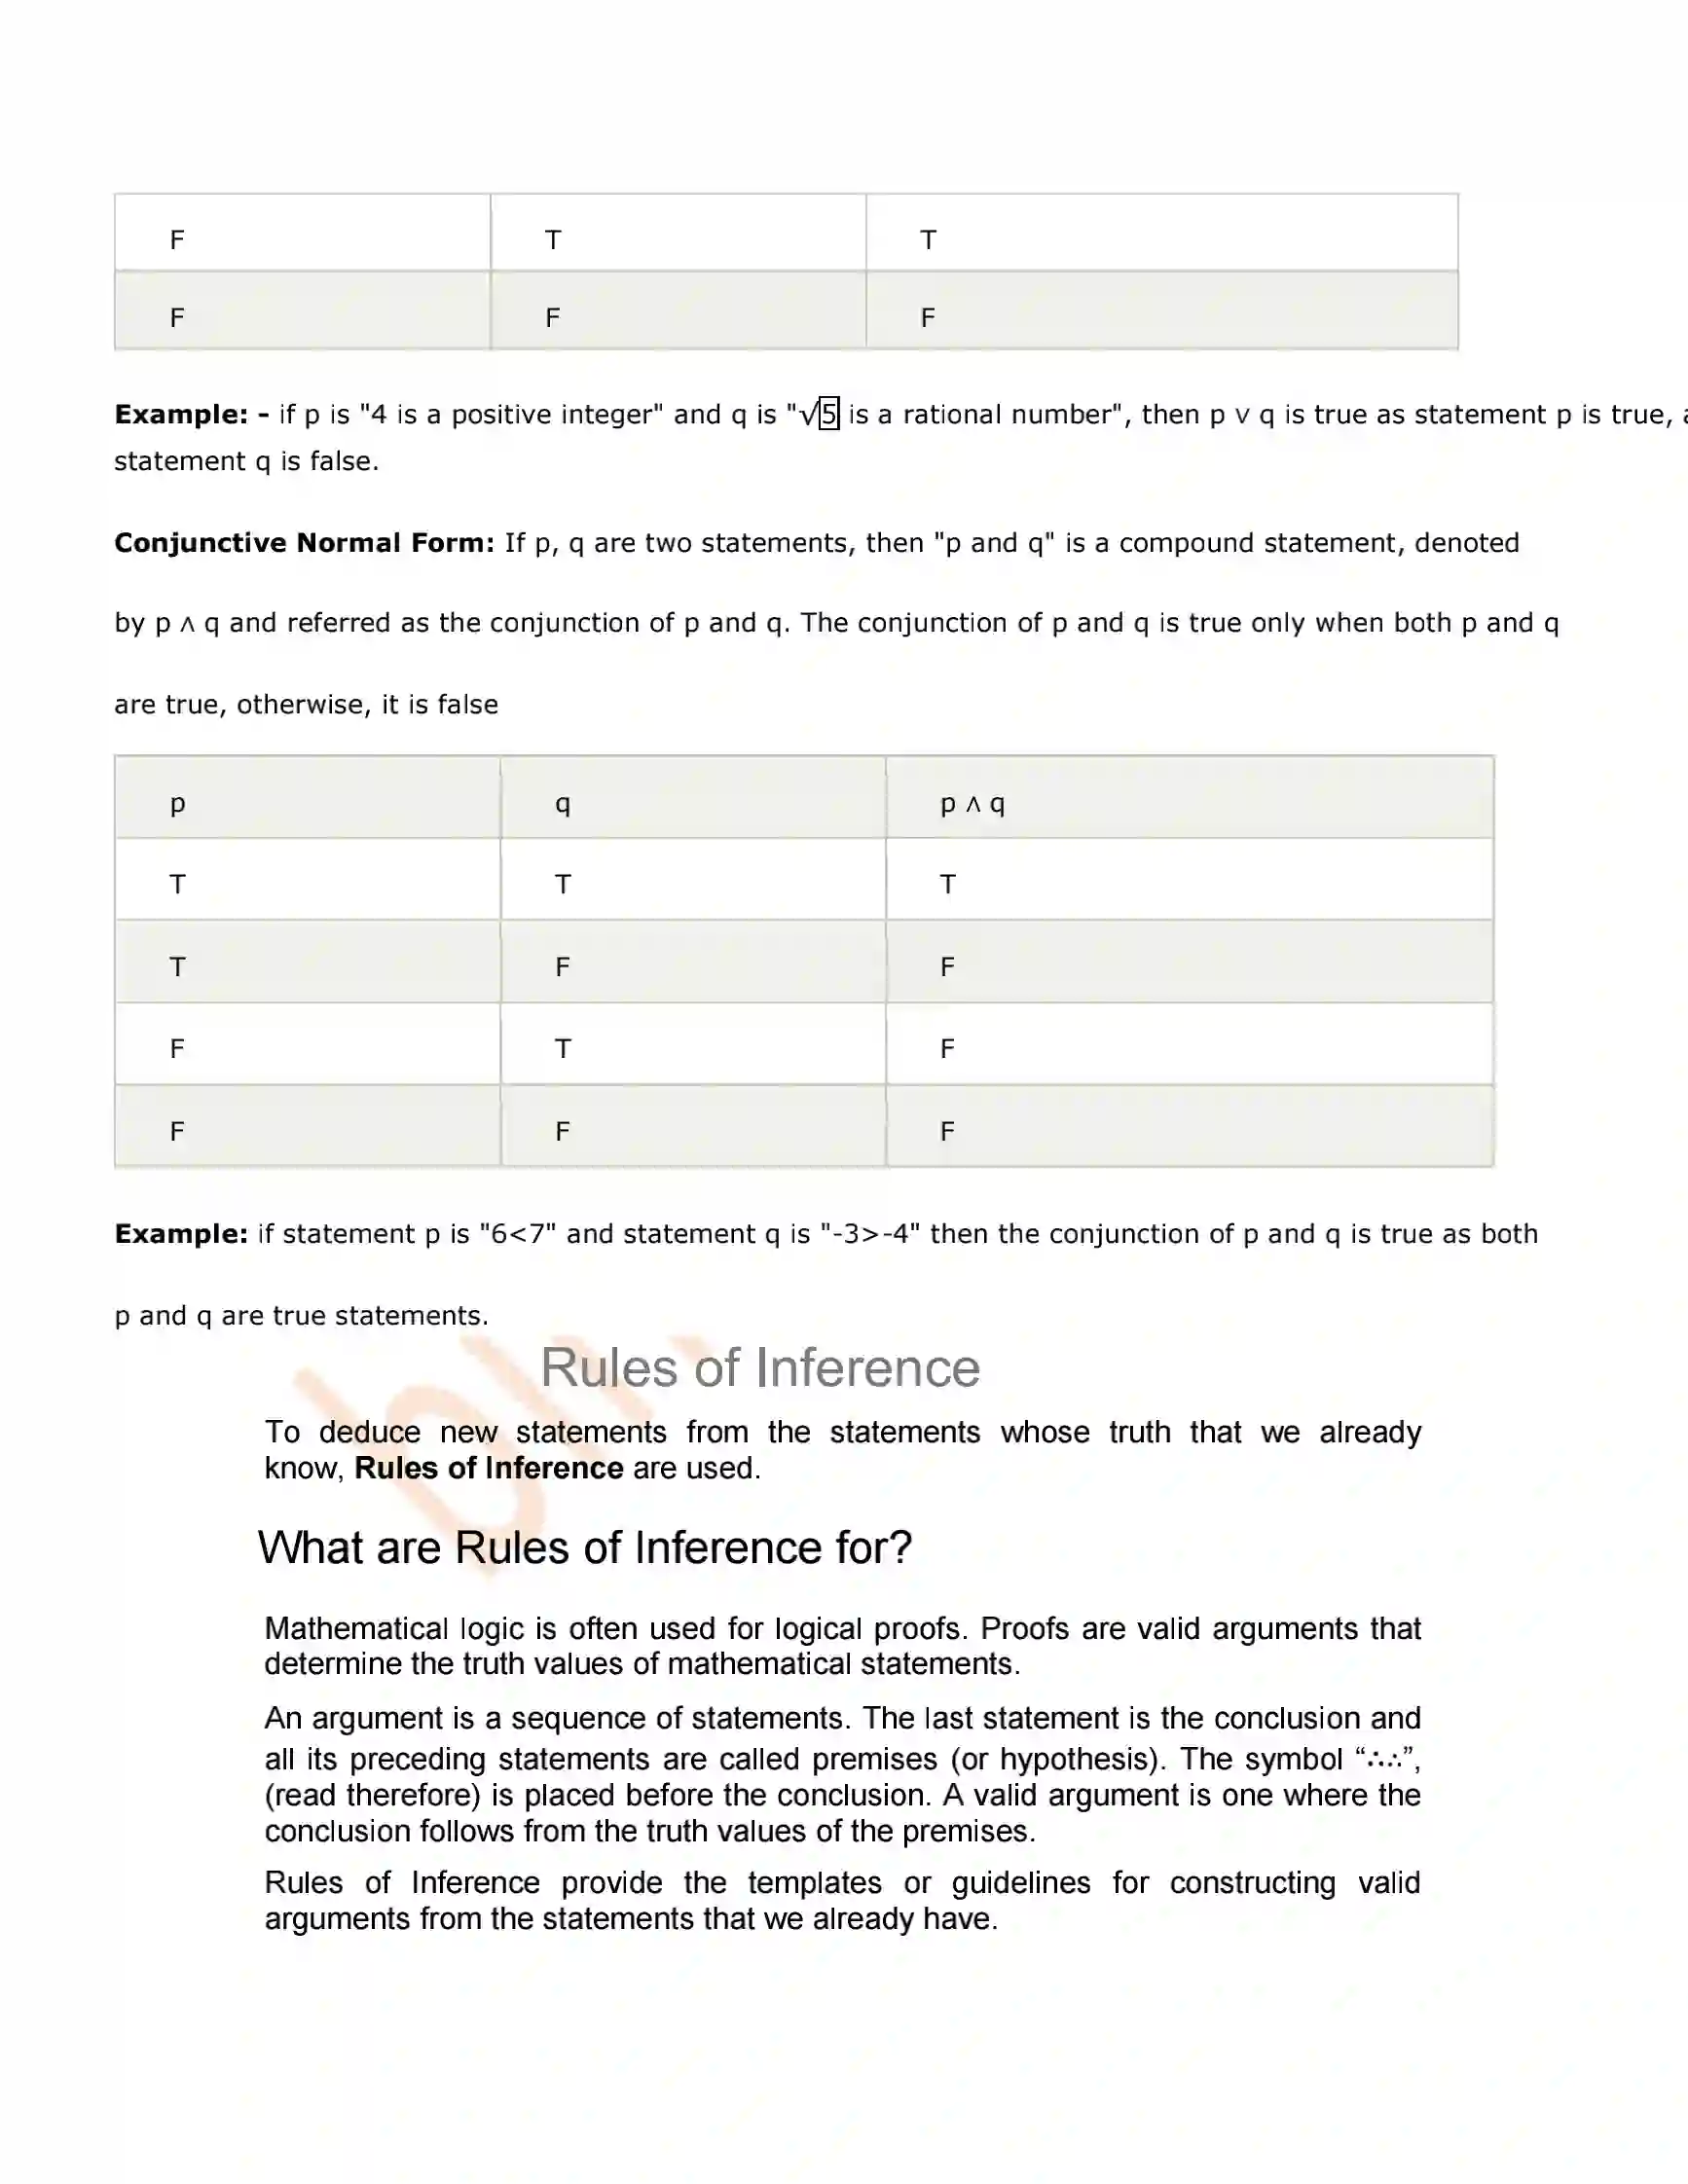 F T T
F F F
Example: - if p is "4 is a positive integer" and q is "√5 is a rational number", then p ∨ q is true as statement p is true,
statement q is false.
Conjunctive Normal Form: If p, q are two statements, then "p and q" is a compound statement, denoted
by p ∧ q and referred as the conjunction of p and q. The conjunction of p and q is true only when both p and q
are true, otherwise, it is false
p q p ∧ q
T T T
T F F
F T F
F F F
Example: if statement p is "6<7" and statement q is "-3>-4" then the conjunction of p and q is true as both
p and q are true statements.
Rules of Inference
To deduce new statements from the statements whose truth that we already
know, Rules of Inference are used.
What are Rules of Inference for?
Mathematical logic is often used for logical proofs. Proofs are valid arguments that
determine the truth values of mathematical statements.
An argument is a sequence of statements. The last statement is the conclusion and
all its preceding statements are called premises (or hypothesis). The symbol “∴∴”,
(read therefore) is placed before the conclusion. A valid argument is one where the
conclusion follows from the truth values of the premises.
Rules of Inference provide the templates or guidelines for constructing valid
arguments from the statements that we already have.